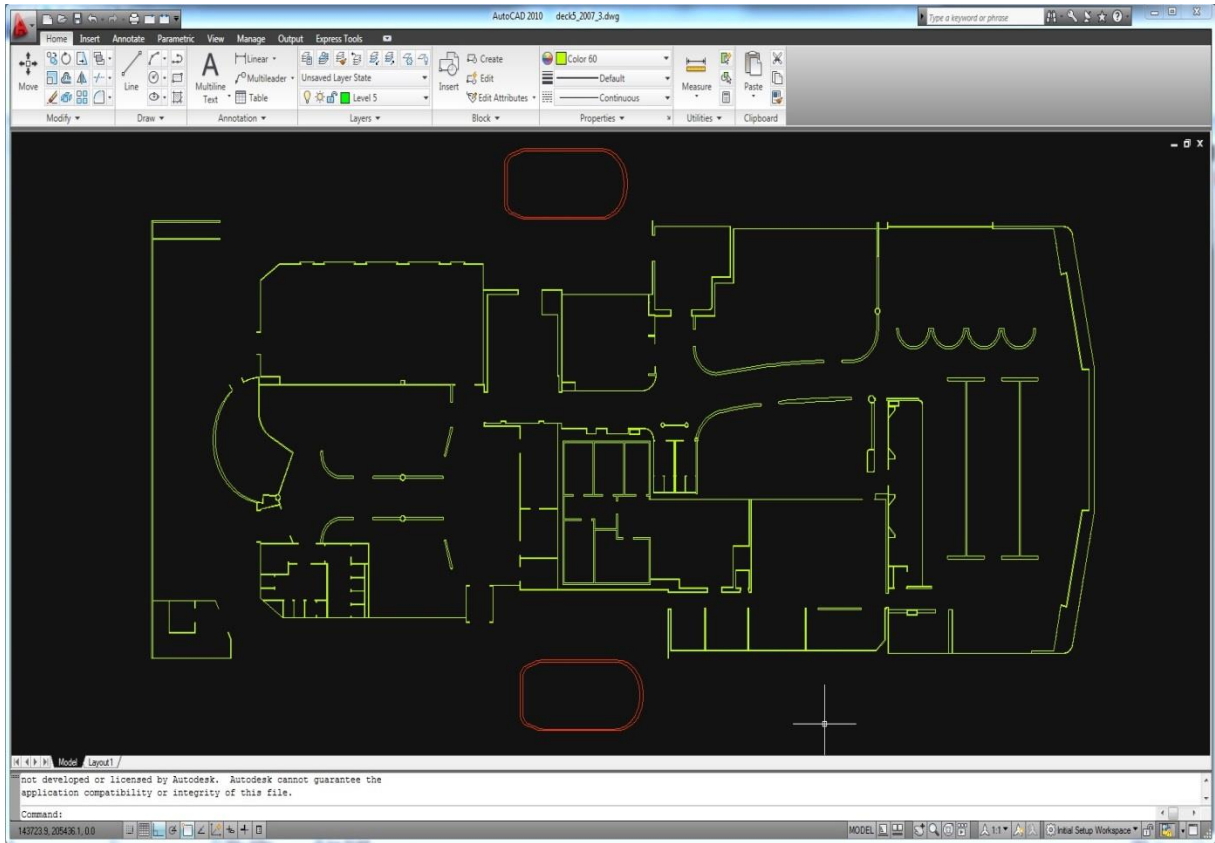 AutoCAD 2010 deck5_2007_3.dwg
Type a keyword or phrase
Home Insert Annotate Parametric View Manage Output Express Tools
Move
Line
Multiline Text
Linear
Multileader
Table
Unsaved Layer State
Level 5
Insert
Create
Edit
Edit Attributes
Color 60
Default
Continuous
Measure
Paste
Modify Draw Annotation Layers Block Properties Utilities Clipboard
Model Layout1
not developed or licensed by Autodesk. Autodesk cannot guarantee the
application compatibility or integrity of this file.
Command:
143723.9, 205436.1, 0.0
MODEL
1:1
Initial Setup Workspace